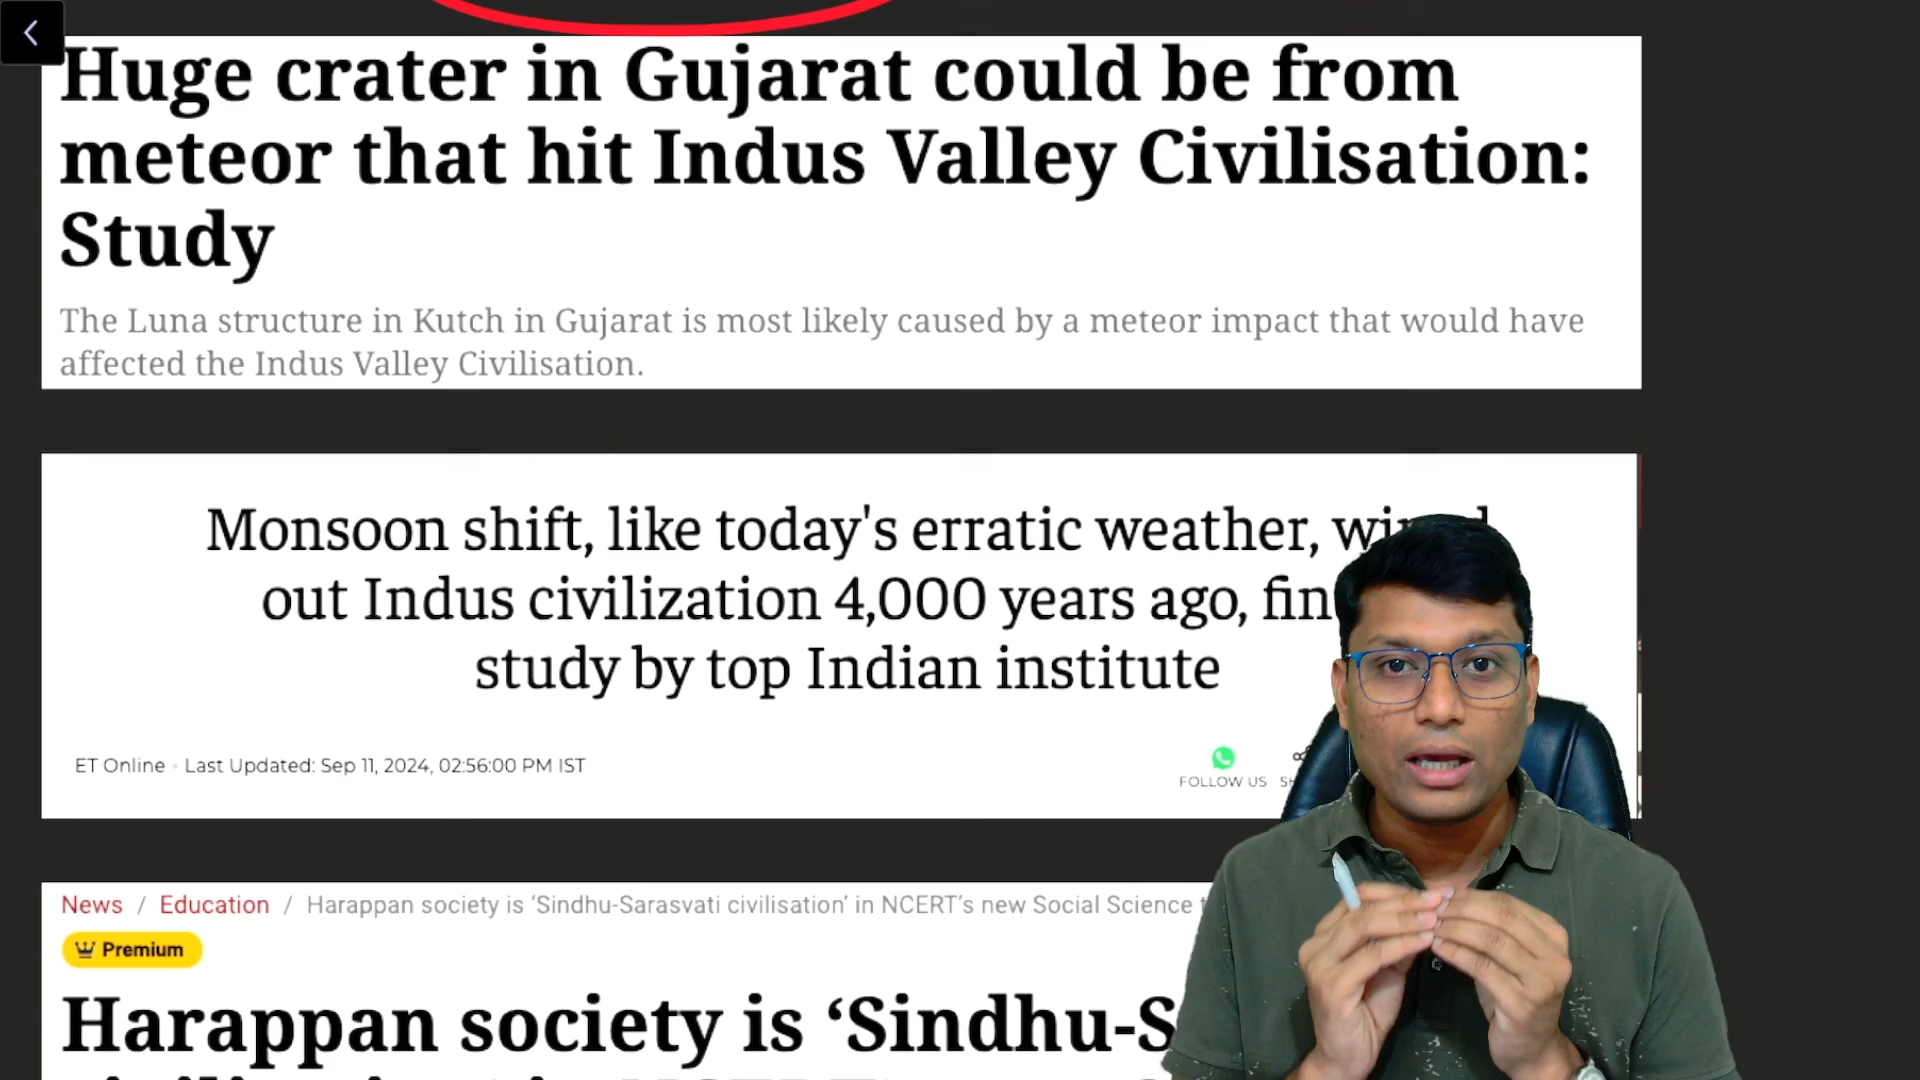 Huge crater in Gujarat could be from
meteor that hit Indus Valley Civilisation:
Study
The Luna structure in Kutch in Gujarat is most likely caused by a meteor impact that would have
affected the Indus Valley Civilisation.
Monsoon shift, like today's erratic weather,
out Indus civilization 4,000 years ago,
study by top Indian institute
ET Online • Last Updated: Sep 11, 2024, 02:56:00 PM IST
FOLLOW US
News / Education / Harappan society is ‘Sindhu-Sarasvati civilisation’ in NCERT’s new Social Science
Premium
Harappan society is ‘Sindhu-S